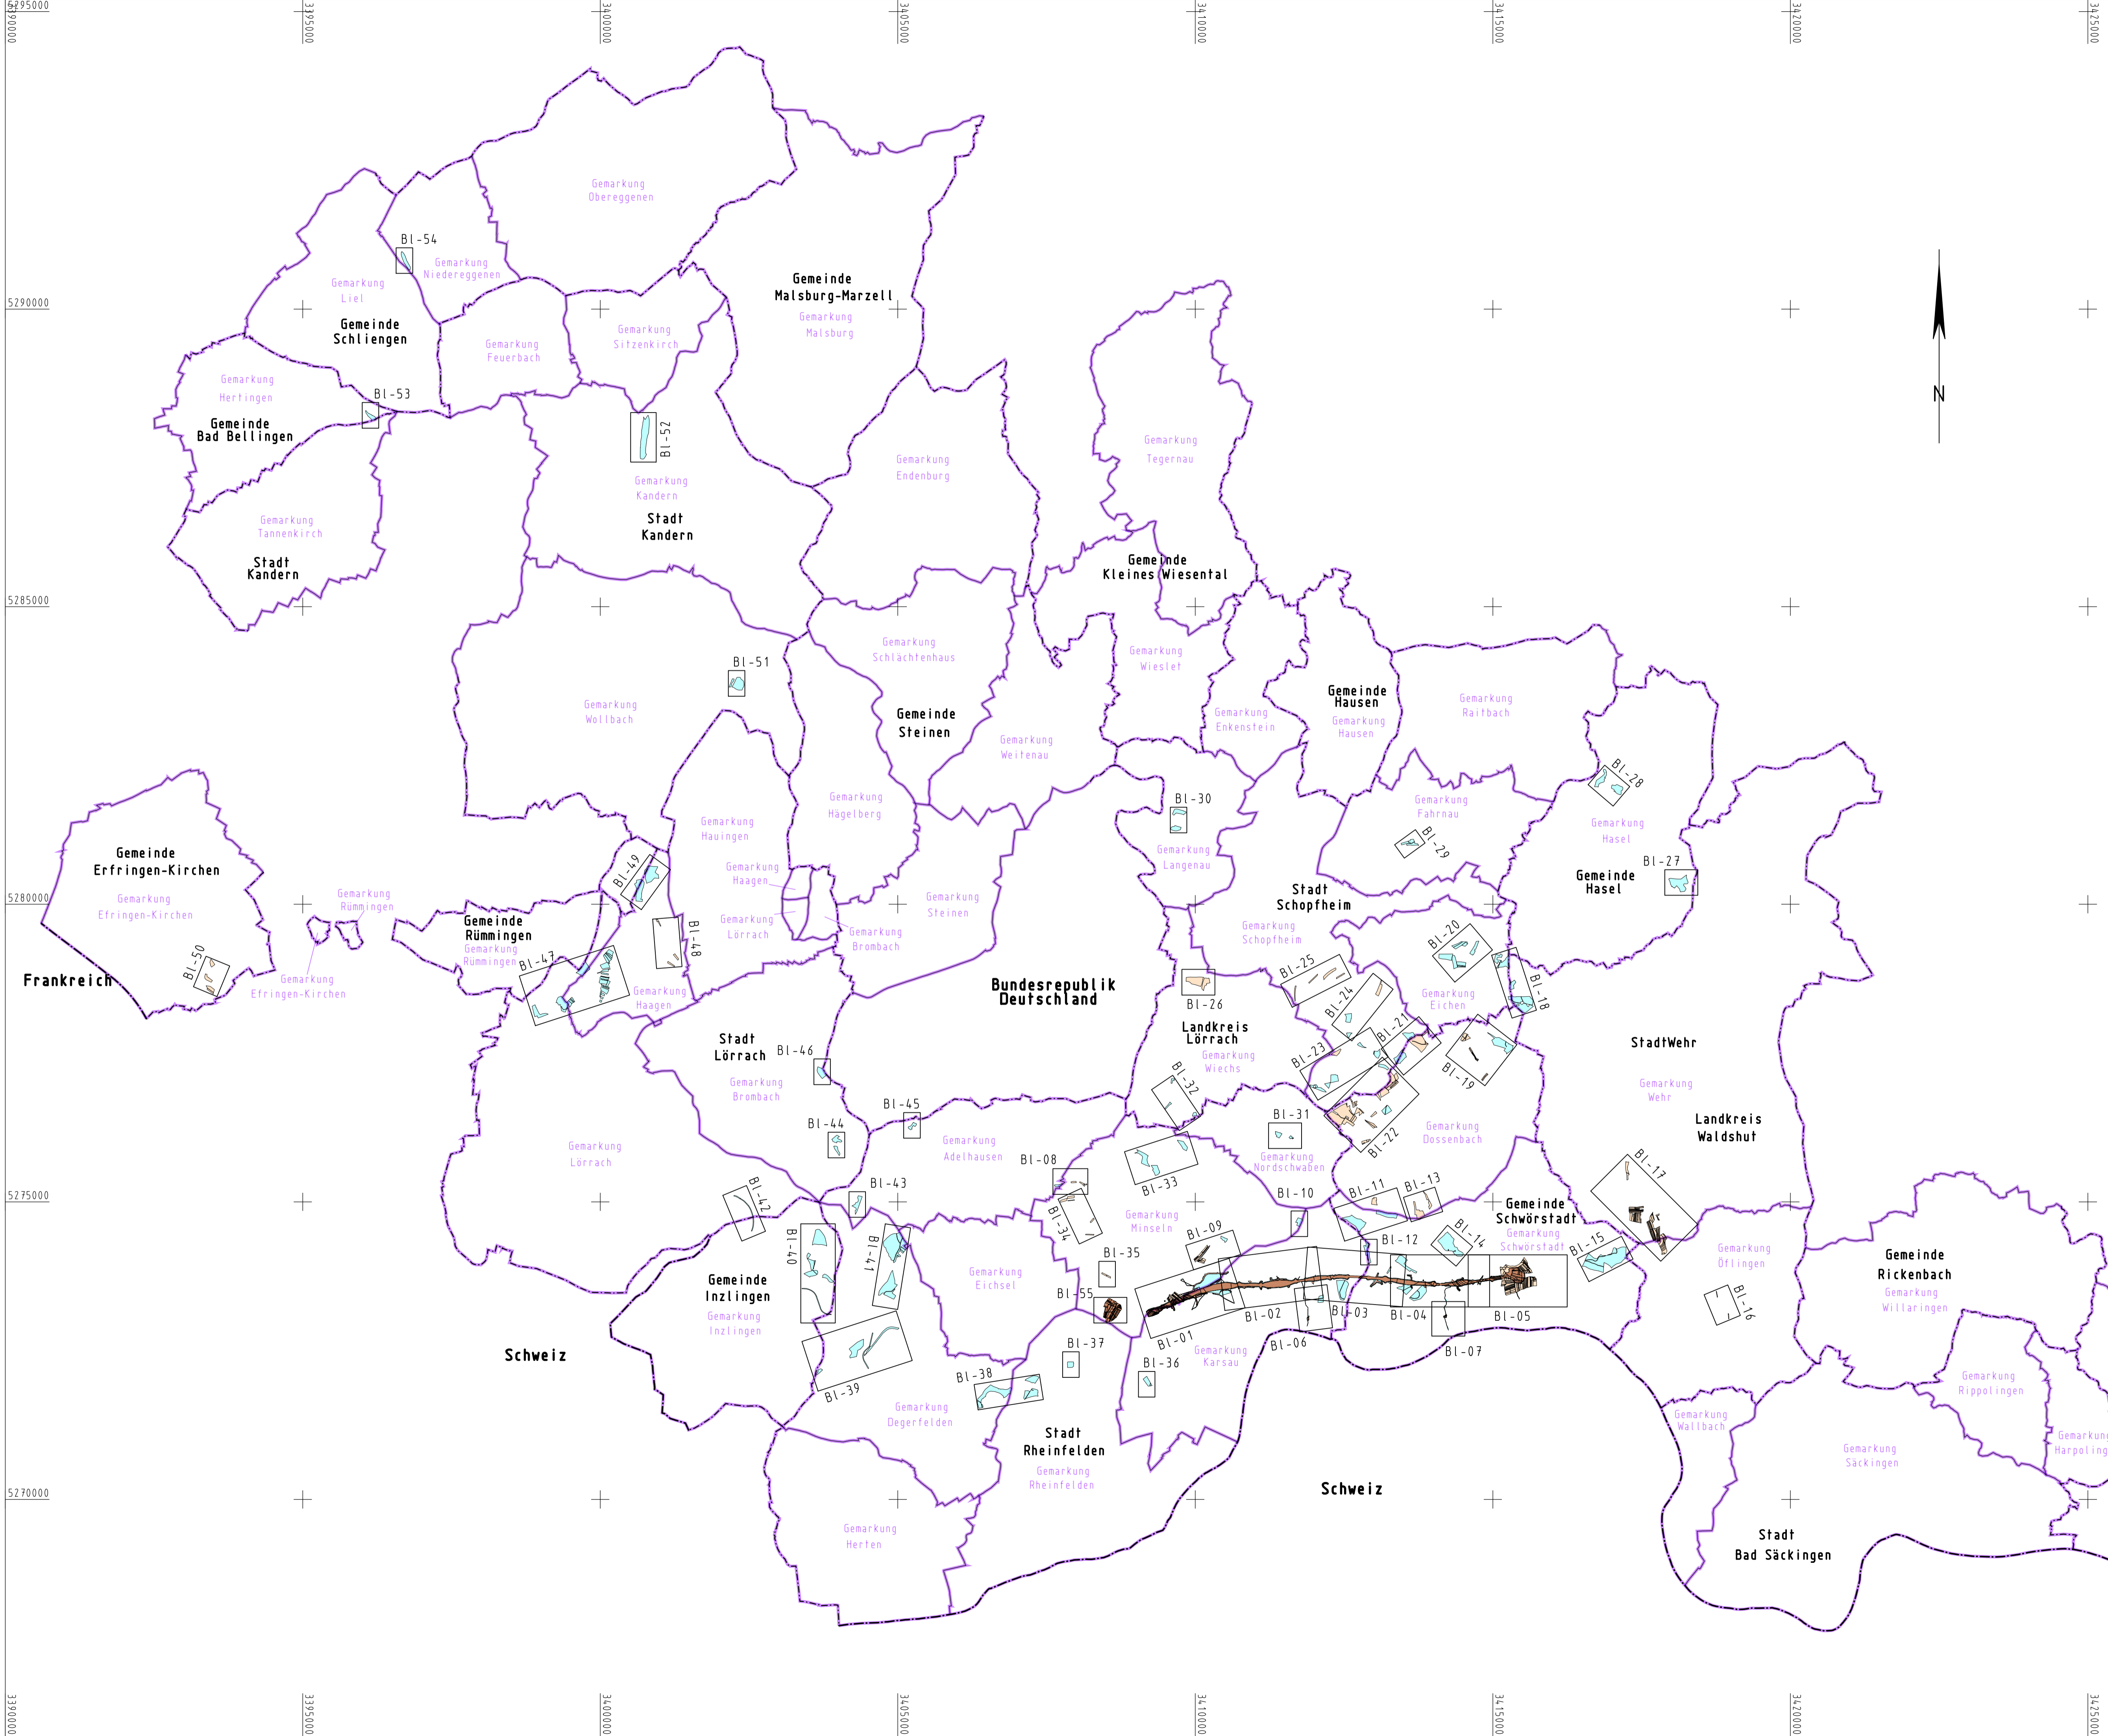 5295000
3390000
3395000
3400000
3405000
3410000
3415000
3420000
3425000
Gemarkung
Obereggenen
Bl-54
Gemarkung
Niedereggenen
Gemarkung
Liel
Gemeinde
Schliengen
Gemeinde
Malsburg-Marzell
Gemarkung
Malsburg
5290000
Gemarkung
Sitzenkirch
Gemarkung
Feuerbach
Gemarkung
Hertingen
Bl-53
Gemeinde
Bad Bellingen
N
Bl-52
Gemarkung
Tegernau
Gemarkung
Endenburg
Gemarkung
Kandern
Stadt
Kandern
Gemarkung
Tannenkirch
Stadt
Kandern
Gemeinde
Kleines Wiesental
5285000
Gemarkung
Schlächtenhaus
Gemarkung
Wieslet
Bl-51
Gemarkung
Wollbach
Gemeinde
Steinen
Gemarkung
Weitenau
Gemarkung
Enkenstein
Gemeinde
Hausen
Gemarkung
Hausen
Gemarkung
Raitbach
Bl-28
Gemarkung
Hägelberg
Bl-30
Gemarkung
Fahrnau
Bl-29
Gemarkung
Hauingen
Gemarkung
Hasel
Bl-27
Gemeinde
Hasel
Gemeinde
Erfringen-Kirchen
Gemarkung
Efringen-Kirchen
Gemarkung
Langenau
Bl-49
Gemarkung
Haagen
Stadt
Schopfheim
5280000
Gemarkung
Rümmingen
Gemeinde
Rümmingen
Gemarkung
Rümmingen
Gemarkung
Lörrach
Gemarkung
Brombach
Gemarkung
Steinen
Gemarkung
Schopfheim
Bl-20
Bl-48
Bl-47
Bl-50
Frankreich
Gemarkung
Efringen-Kirchen
Gemarkung
Haagen
Bundesrepublik
Deutschland
Bl-26
Bl-25
Bl-24
Gemarkung
Eichen
Bl-18
Stadt
Lörrach
Bl-46
Landkreis
Lörrach
Gemarkung
Wiechs
Bl-21
Bl-23
Bl-19
StadtWehr
Gemarkung
Wehr
Gemarkung
Brombach
Bl-32
Bl-45
Bl-44
Bl-31
Bl-22
Gemarkung
Dossenbach
Landkreis
Waldshut
Gemarkung
Lörrach
Gemarkung
Adelhausen
Bl-08
Gemarkung
Nordschwaßen
Bl-33
Bl-17
Bl-42
Bl-43
5275000
Bl-10
Bl-11
Bl-13
Gemeinde
Schwörstadt
Gemarkung
Schwörstadt
Gemarkung
Minseln
Bl-34
Bl-09
Bl-12
Bl-14
Bl-15
Bl-40
Bl-41
Bl-35
Gemarkung
Öflingen
Gemeinde
Rickenbach
Gemarkung
Willaringen
Gemarkung
Eichsel
Gemeinde
Inzlingen
Gemarkung
Inzlingen
Bl-55
Bl-16
Bl-01
Bl-02
Bl-03
Bl-04
Bl-05
Bl-06
Bl-07
Bl-37
Bl-36
Gemarkung
Karsau
Schweiz
Bl-38
Bl-39
Gemarkung
Degerfelden
Gemarkung
Rippolingen
Gemarkung
Wallbach
Stadt
Rheinfelden
Gemarkung
Rheinfelden
Gemarkung
Säckingen
Gemarkung
Harpoling
Schweiz
5270000
Gemarkung
Herten
Stadt
Bad Säckingen
3390000
3395000
3400000
3405000
3410000
3415000
3420000
3425000